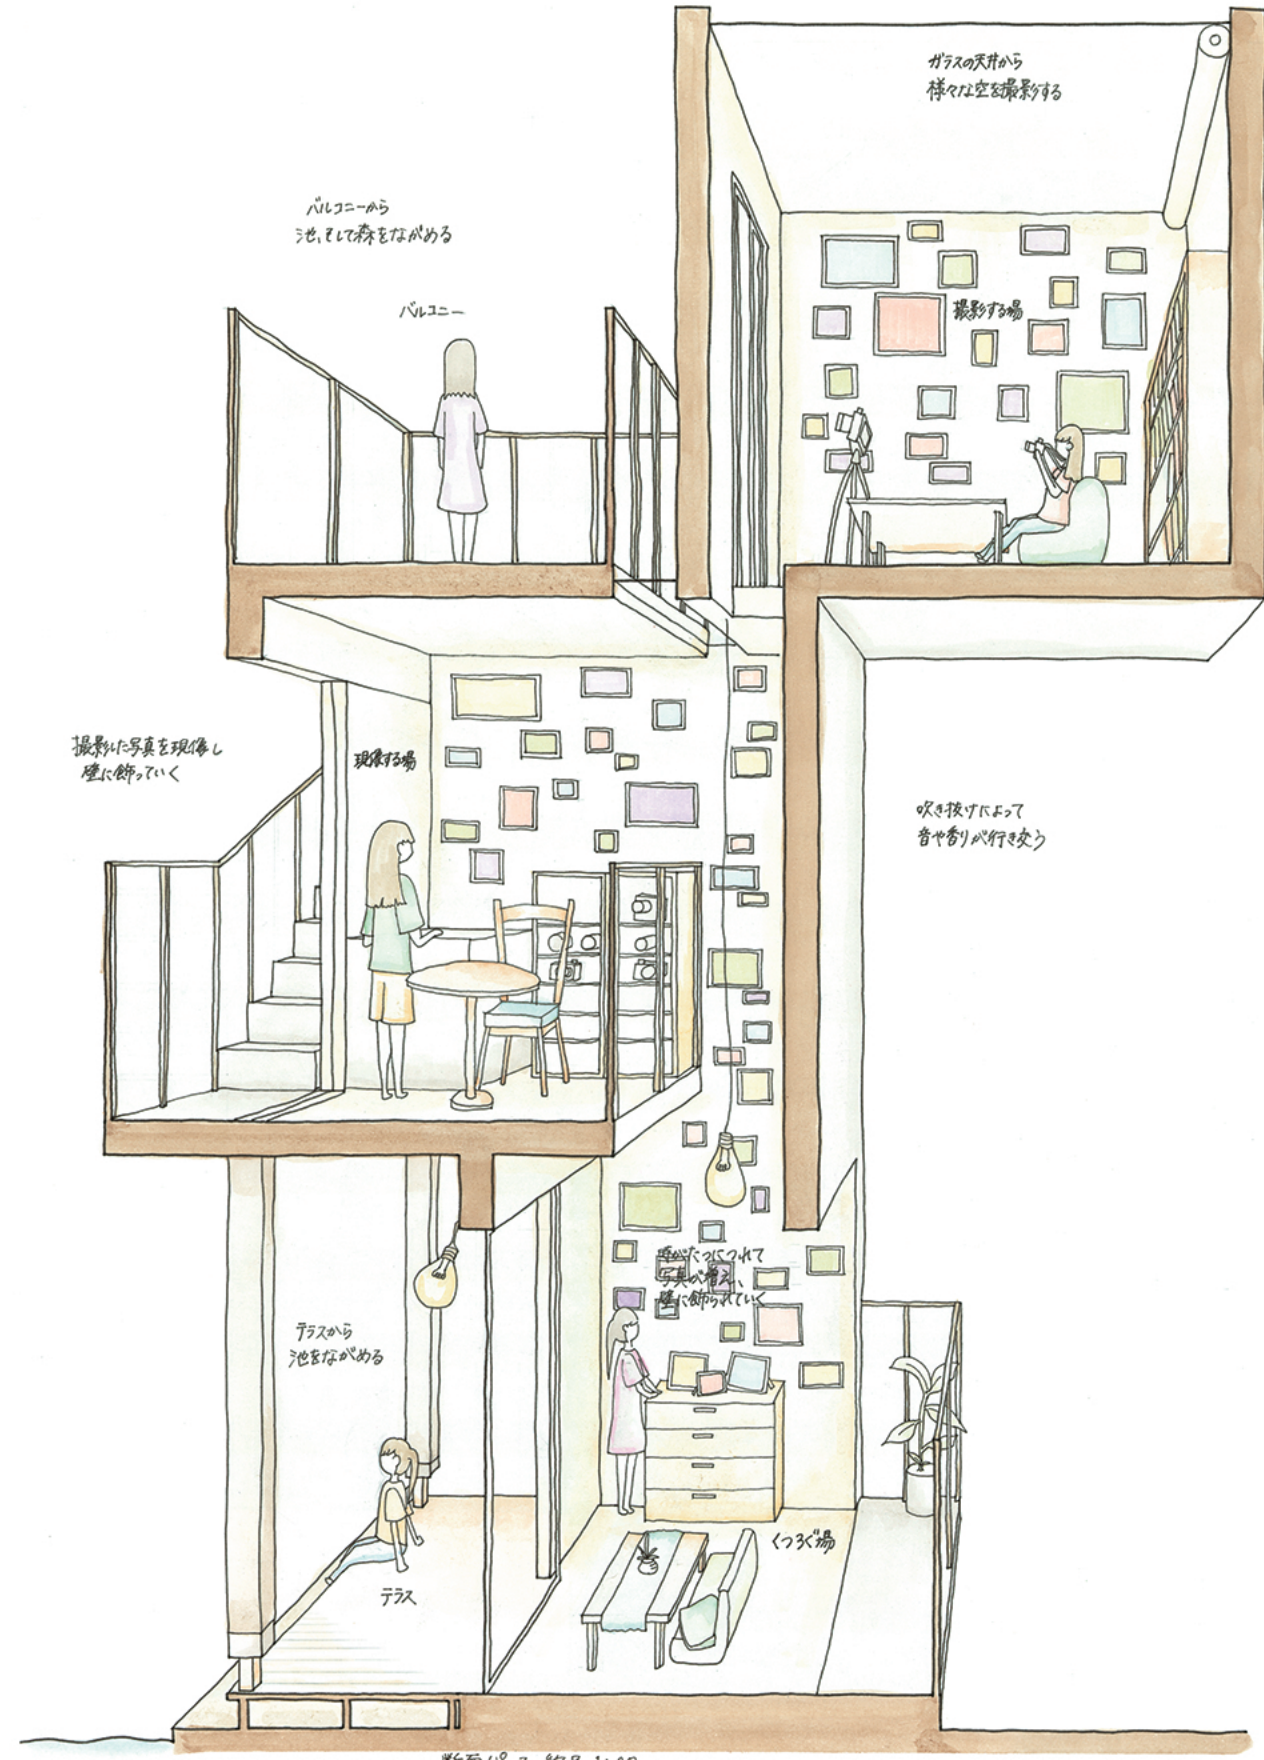 ガラスの天井から
様々な空を撮影する
バルコニーから
池、そして森をながめる
バルコニー
撮影する場
撮影した写真を現像し
壁に飾っていく
現像する場
吹き抜けによって
音や香りが行き交う
時がたつにつれて
写真が増え、
壁に飾られていく
テラスから
池をながめる
くつろぐ場
テラス
断面パース